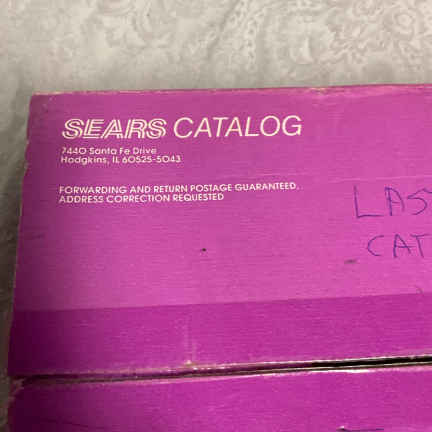 SEARS CATALOG
7440 Santa Fe Drive
Hodgkins, IL 60525-5043
FORWARDING AND RETURN POSTAGE GUARANTEED,
ADDRESS CORRECTION REQUESTED
LAS
CAT